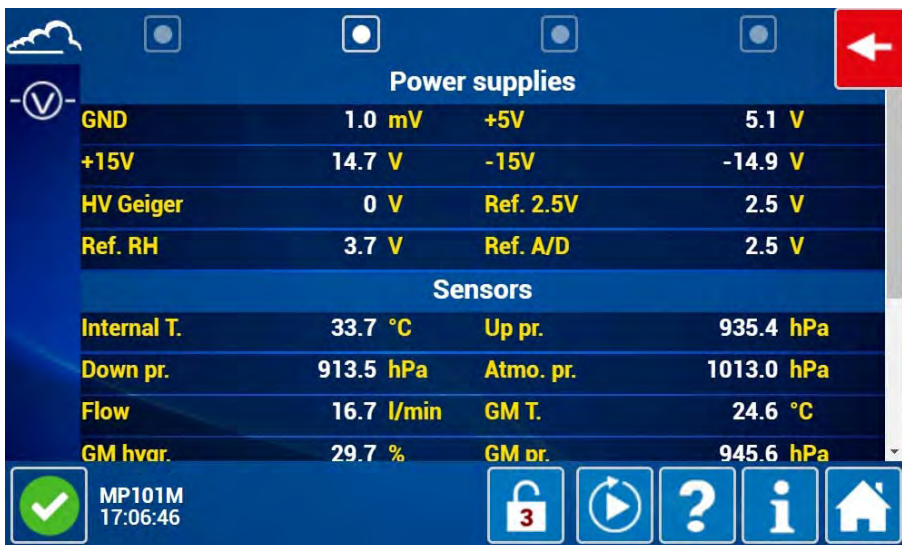 Power supplies
-V-
GND 1.0 mV +5V 5.1 V
+15V 14.7 V -15V -14.9 V
HV Geiger 0 V Ref. 2.5V 2.5 V
Ref. RH 3.7 V Ref. A/D 2.5 V
Sensors
Internal T. 33.7 °C Up pr. 935.4 hPa
Down pr. 913.5 hPa Atmo. pr. 1013.0 hPa
Flow 16.7 l/min GM T. 24.6 °C
GM hygr. 29.7 % GM pr. 945.6 hPa
MP101M
17:06:46
3 ? i